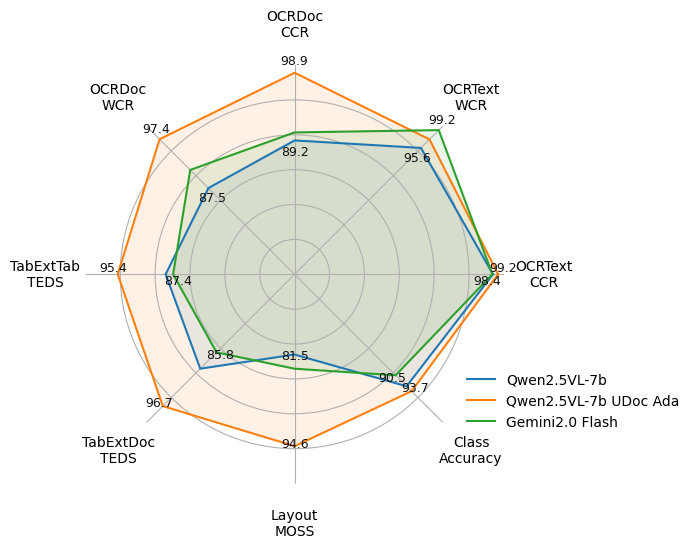 OCRDoc
CCR
98.9
OCRDoc
WCR
OCRText
WCR
97.4
99.2
89.2
95.6
87.5
TabExtTab
TEDS
95.4
87.4
99.2
98.4
OCRText
CCR
85.8
81.5
90.5
93.7
96.7
TabExtDoc
TEDS
94.6
Class
Accuracy
Layout
MOSS
Qwen2.5VL-7b
Qwen2.5VL-7b UDoc Ada
Gemini2.0 Flash